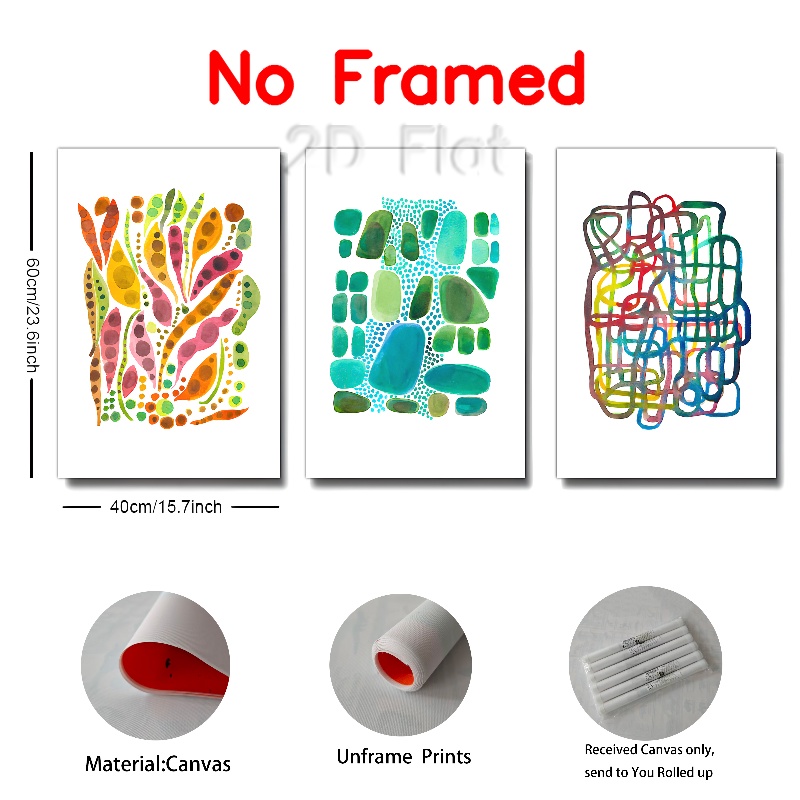 No Framed
2D Flat
60cm/23.6inch
40cm/15.7inch
Material:Canvas
Unframe Prints
Received Canvas only,
send to You Rolled up